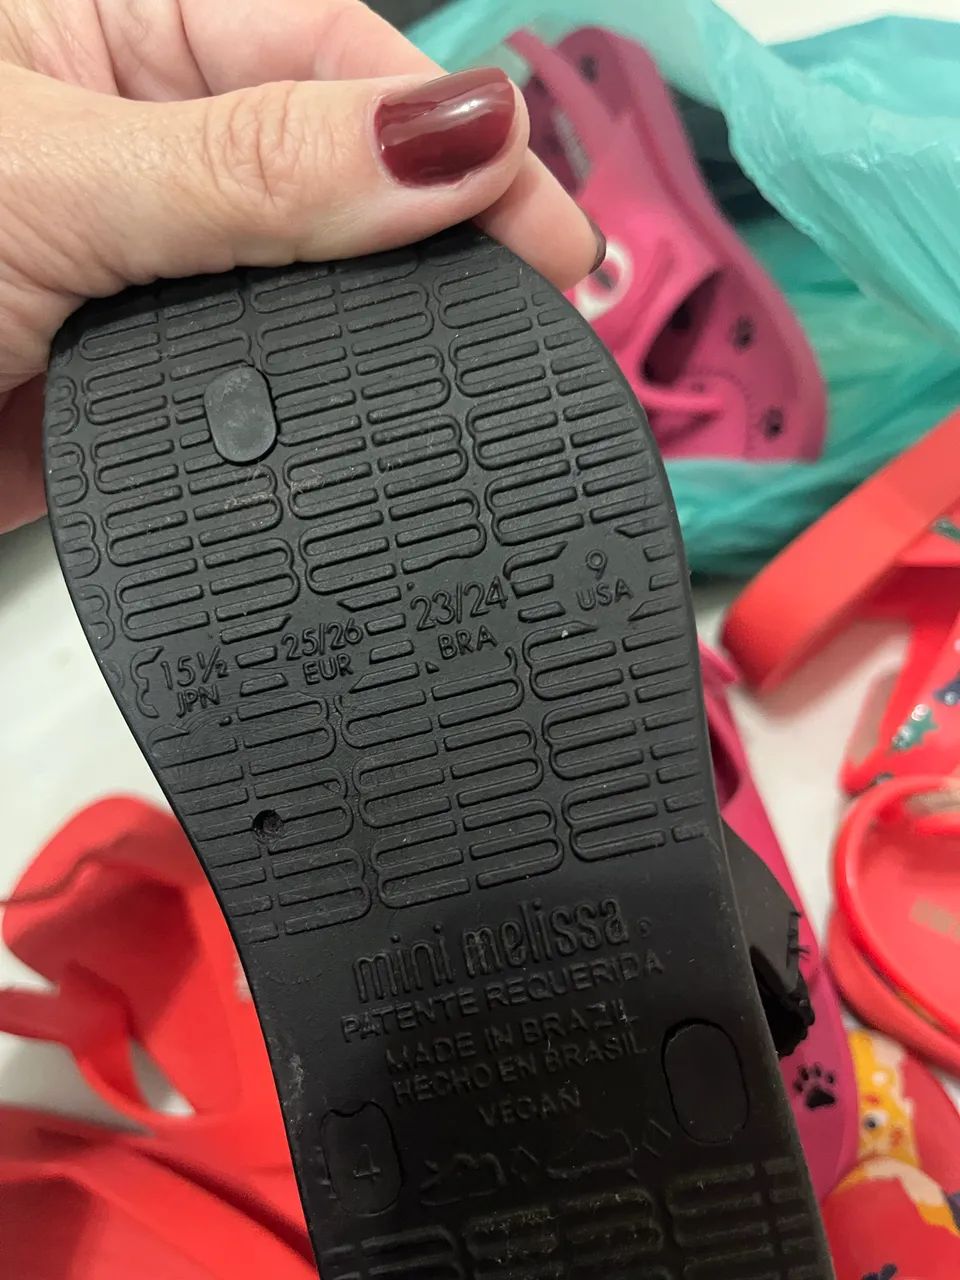 15½ JPN
25/26 EUR
23/24 BRA
9 USA
mini melissa
PATENTE REQUERIDA
MADE IN BRAZIL
HECHO EN BRASIL
VEGAN
4